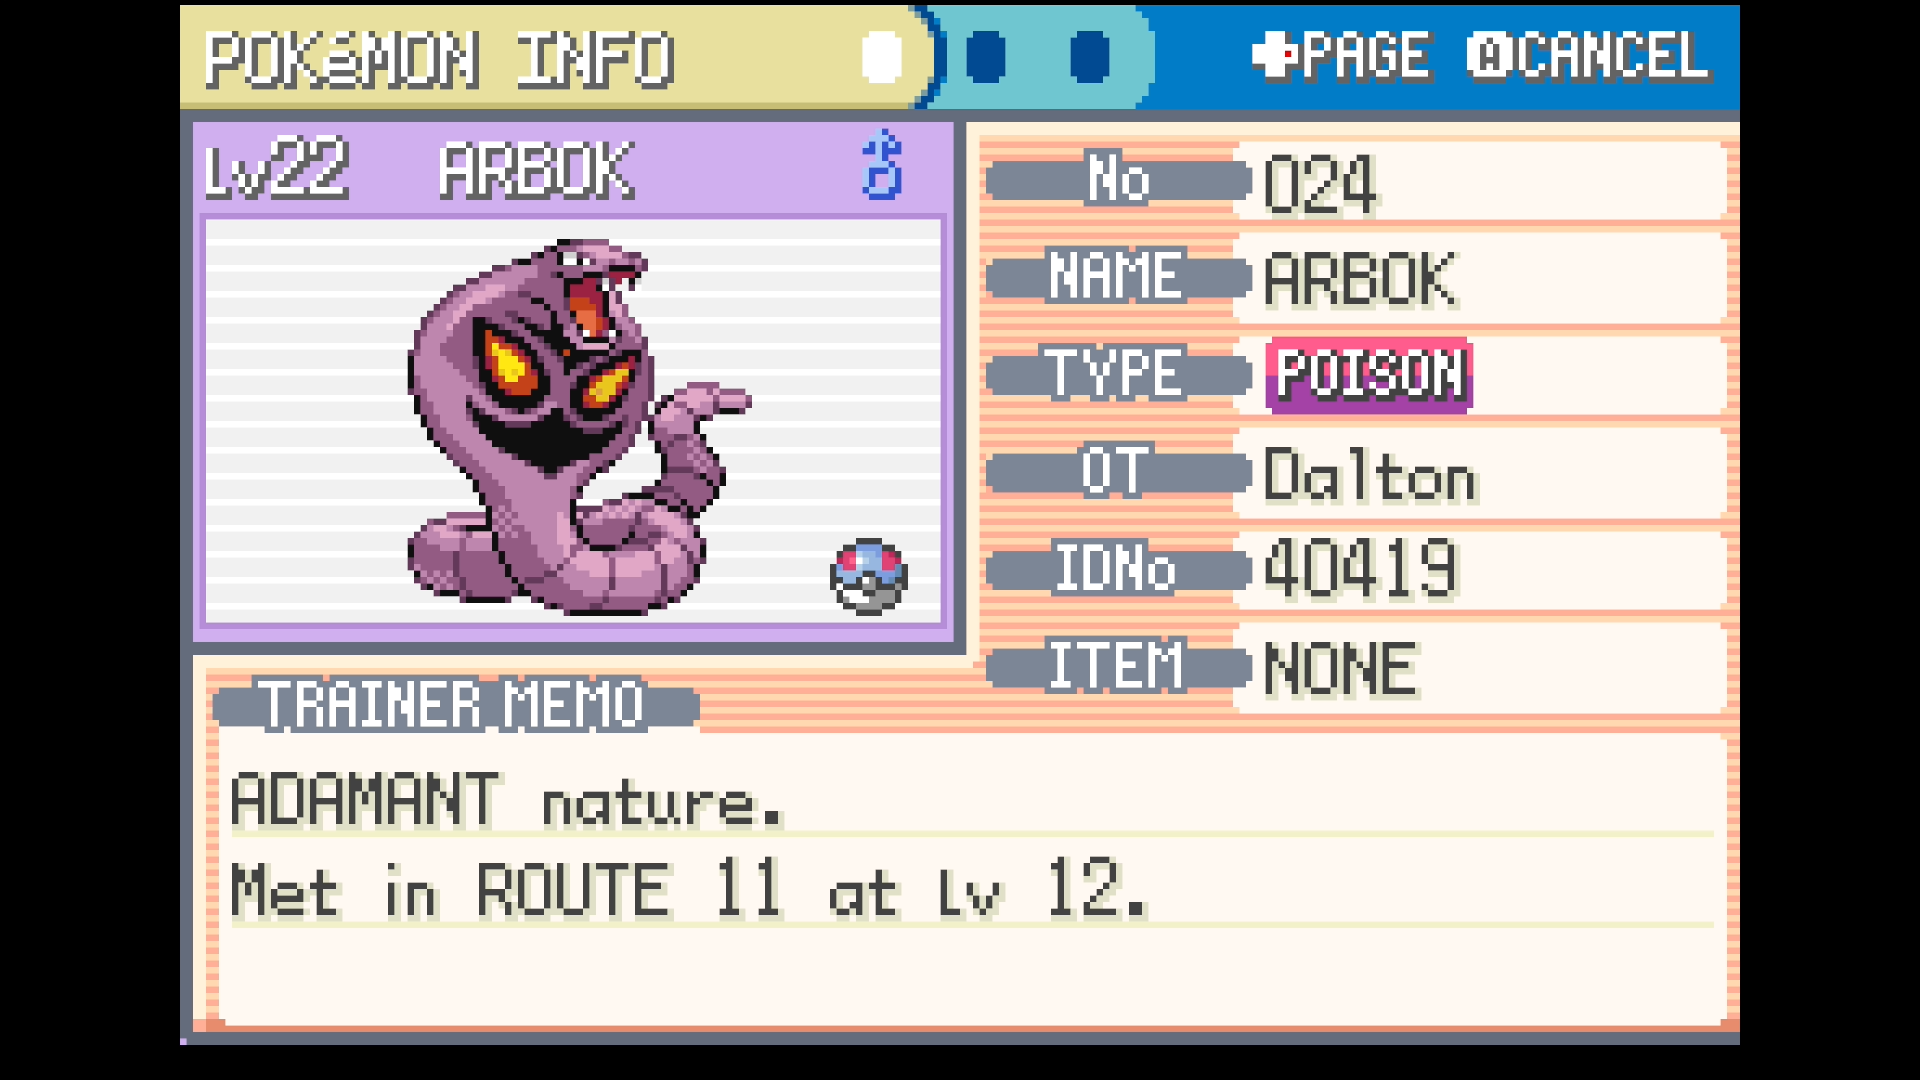 POKéMON INFO
PAGE ACANCEL
Lv22 ARBOK ♂
No 024
NAME ARBOK
TYPE POISON
OT Dalton
IDNo 40419
ITEM NONE
TRAINER MEMO
ADAMANT nature.
Met in ROUTE 11 at Lv 12.